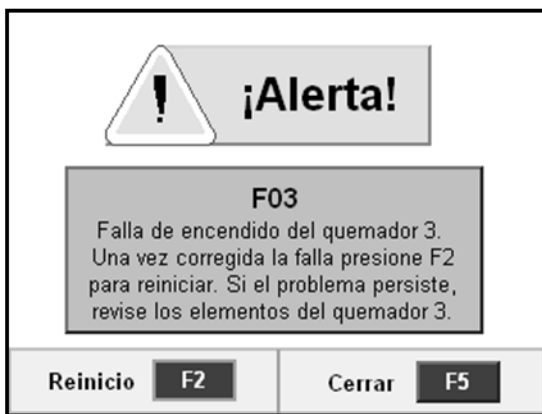 ¡Alerta!
F03
Falla de encendido del quemador 3.
Una vez corregida la falla presione F2
para reiniciar. Si el problema persiste,
revise los elementos del quemador 3.
Reinicio F2 Cerrar F5